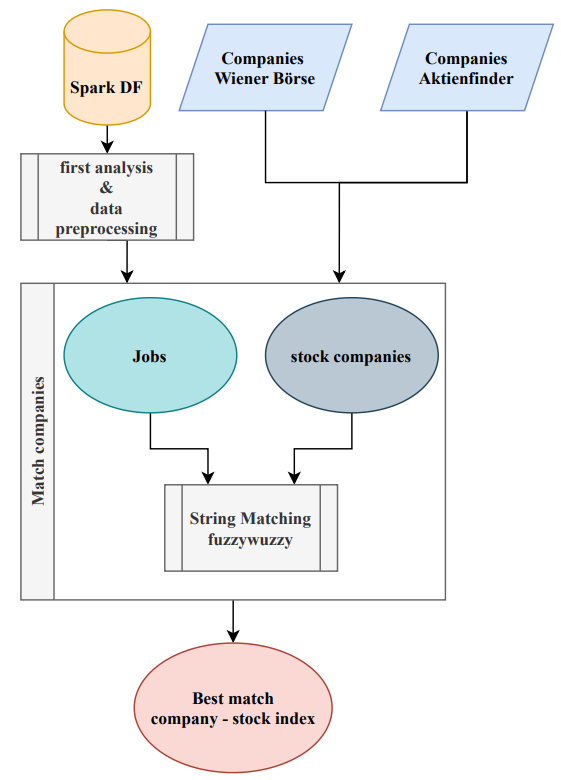 Spark DF
Companies
Wiener Börse
Companies
Aktienfinder
first analysis
&
data
preprocessing
Match companies
Jobs
stock companies
String Matching
fuzzywuzzy
Best match
company - stock index